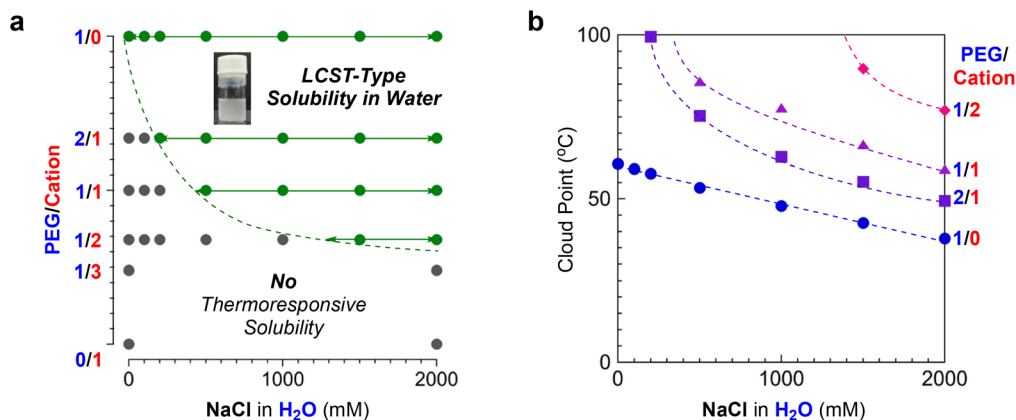 a
1/0
2/1
1/1
1/2
1/3
0/1
PEG/Cation
LCST-Type
Solubility in Water
No
Thermoresponsive
Solubility
0
1000
2000
NaCl in H₂O (mM)
b
100
50
0
Cloud Point (°C)
PEG/
Cation
1/2
1/1
2/1
1/0
0
1000
2000
NaCl in H₂O (mM)